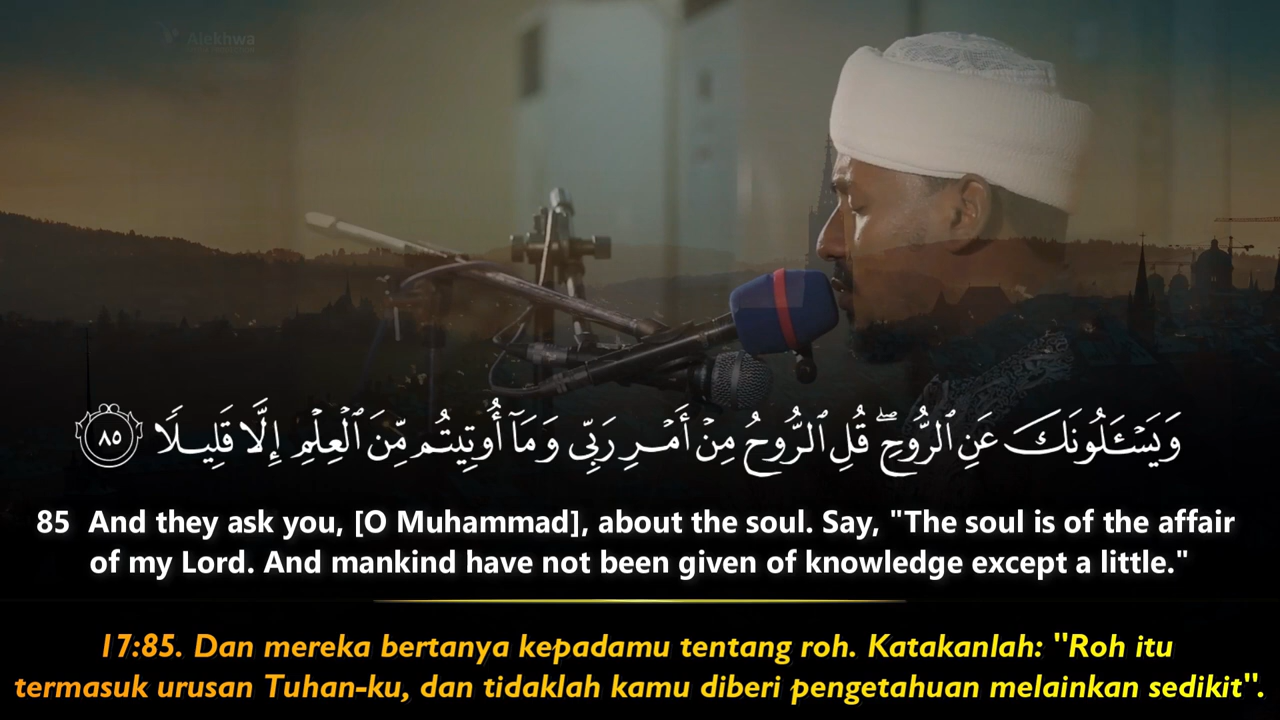 Alekhwa
وَيَسْـَٔلُونَكَ عَنِ ٱلرُّوحِ ۖ قُلِ ٱلرُّوحُ مِنْ أَمْرِ رَبِّى وَمَآ أُوتِيتُم مِّنَ ٱلْعِلْمِ إِلَّا قَلِيلًا ٨٥
85 And they ask you, [O Muhammad], about the soul. Say, "The soul is of the affair
of my Lord. And mankind have not been given of knowledge except a little."
17:85. Dan mereka bertanya kepadamu tentang roh. Katakanlah: "Roh itu
termasuk urusan Tuhan-ku, dan tidaklah kamu diberi pengetahuan melainkan sedikit".